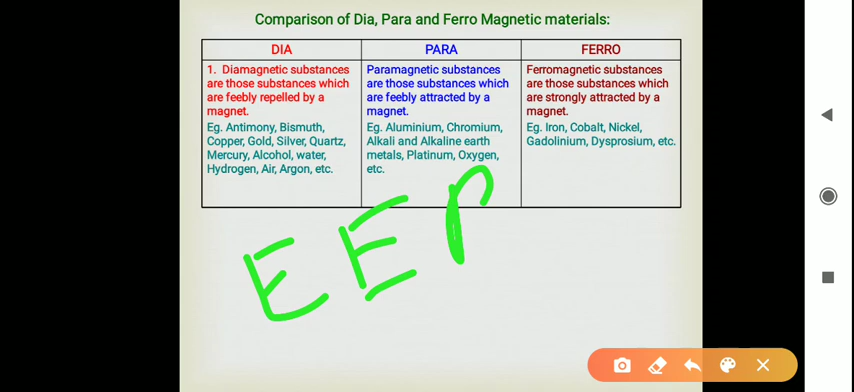 Comparison of Dia, Para and Ferro Magnetic materials:
DIA
PARA
FERRO
1. Diamagnetic substances
are those substances which
are feebly repelled by a
magnet.
Eg. Antimony, Bismuth,
Copper, Gold, Silver, Quartz,
Mercury, Alcohol, water,
Hydrogen, Air, Argon, etc.
Paramagnetic substances
are those substances which
are feebly attracted by a
magnet.
Eg. Aluminium, Chromium,
Alkali and Alkaline earth
metals, Platinum, Oxygen,
etc.
Ferromagnetic substances
are those substances which
are strongly attracted by a
magnet.
Eg. Iron, Cobalt, Nickel,
Gadolinium, Dysprosium, etc.